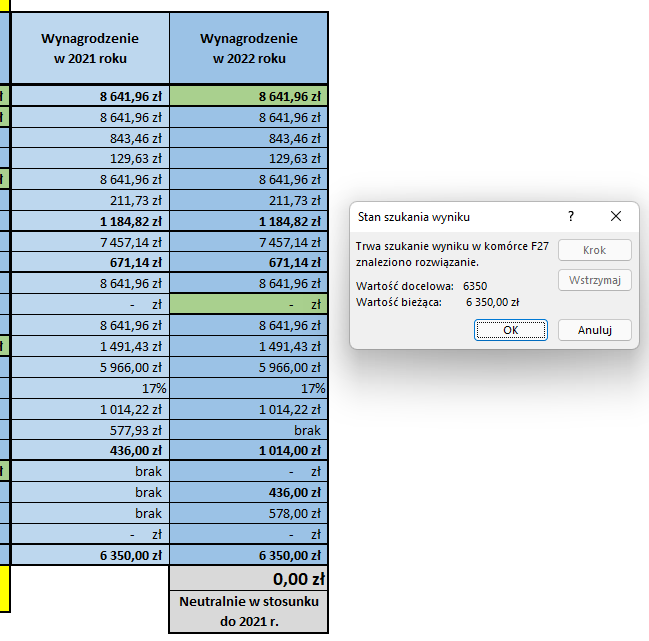 Wynagrodzenie w 2021 roku
Wynagrodzenie w 2022 roku
8 641,96 zł 8 641,96 zł
8 641,96 zł 8 641,96 zł
843,46 zł 843,46 zł
129,63 zł 129,63 zł
8 641,96 zł 8 641,96 zł
211,73 zł 211,73 zł
1 184,82 zł 1 184,82 zł
7 457,14 zł 7 457,14 zł
671,14 zł 671,14 zł
8 641,96 zł 8 641,96 zł
- zł - zł
8 641,96 zł 8 641,96 zł
1 491,43 zł 1 491,43 zł
5 966,00 zł 5 966,00 zł
17% 17%
1 014,22 zł 1 014,22 zł
577,93 zł brak
436,00 zł 1 014,00 zł
brak - zł
brak 436,00 zł
brak 578,00 zł
- zł - zł
6 350,00 zł 6 350,00 zł
0,00 zł
Neutralnie w stosunku
do 2021 r.
Stan szukania wyniku ?
Trwa szukanie wyniku w komórce F27
znaleziono rozwiązanie.
Wartość docelowa: 6350
Wartość bieżąca: 6 350,00 zł
Krok
Wstrzymaj
OK
Anuluj